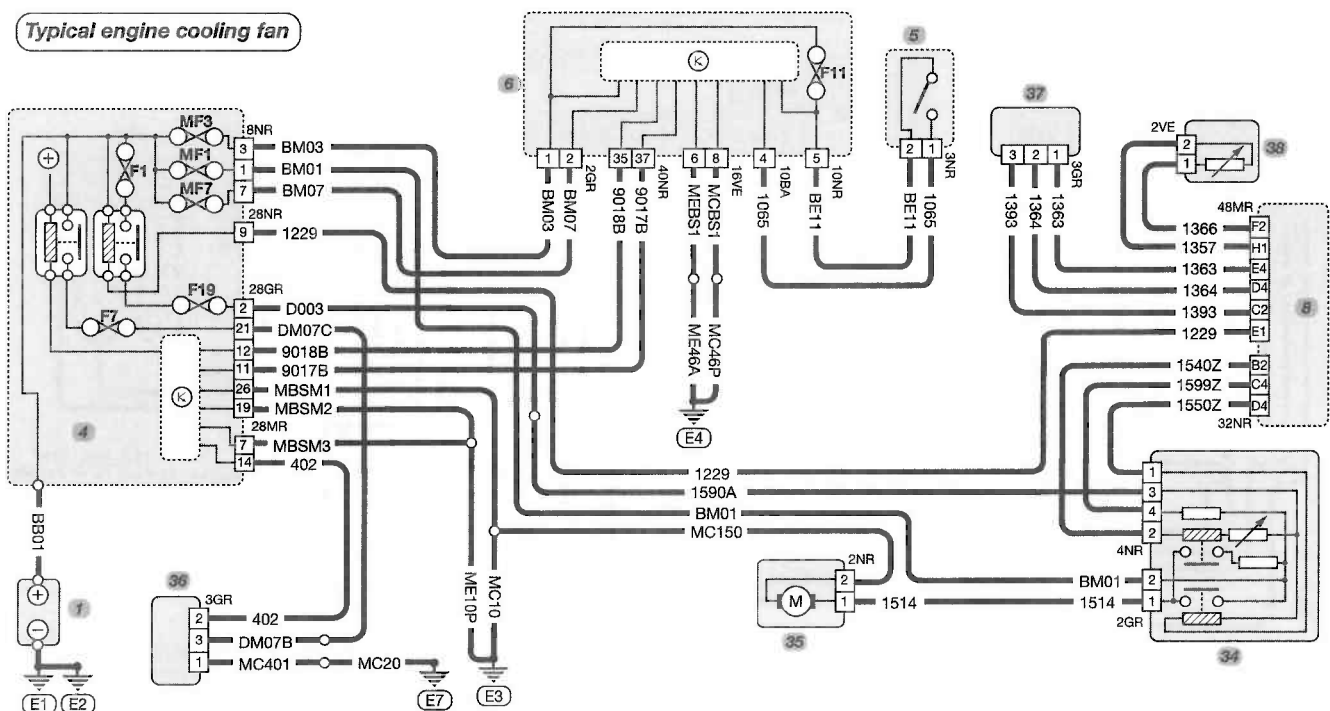 Typical engine cooling fan
6
K
F11
5
1 2 35 37 6 8 4 5
2GR 40NR 16VE 10BA 10NR
BM03 BM07 9018B 9017B MEBS1 MCBS1 1065 BE11
ME46A MC46P
E4
2 1
3NR
BE11 1065
37
3 2 1
3GR
1393 1364 1363
2VE
2
1
38
48MR
1366 F2
1357 H1
1363 E4
1364 D4
1393 C2
1229 E1
1540Z B2
1599Z C4
1550Z D4
32NR
8
MF3
8NR
3 BM03
MF1
1 BM01
MF7
7 BM07
F1
+
28NR
9 1229
28GR
F19
2 D003
F7
21 DM07C
12 9018B
11 9017B
26 MBSM1
19 MBSM2
28MR
7 MBSM3
14 402
K
4
BB01
+
−
1
E1 E2
36
3GR
2 402
3 DM07B
1 MC401 MC20
E7
ME10P MC10
E3
1229
1590A
BM01
MC150
2NR
2
1 1514
M
35
1
3
4
2
4NR
BM01 2
1514 1
2GR
34